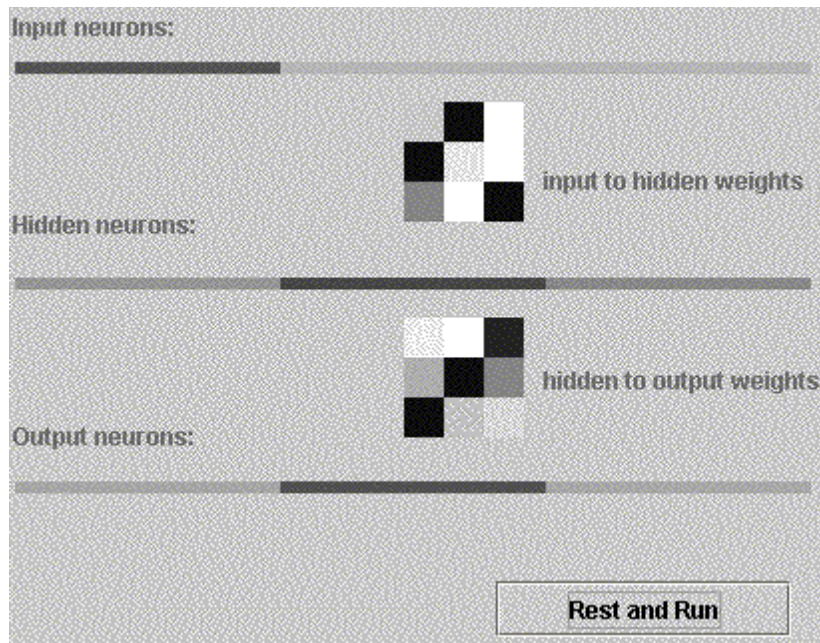 Input neurons:
input to hidden weights
Hidden neurons:
hidden to output weights
Output neurons:
Rest and Run